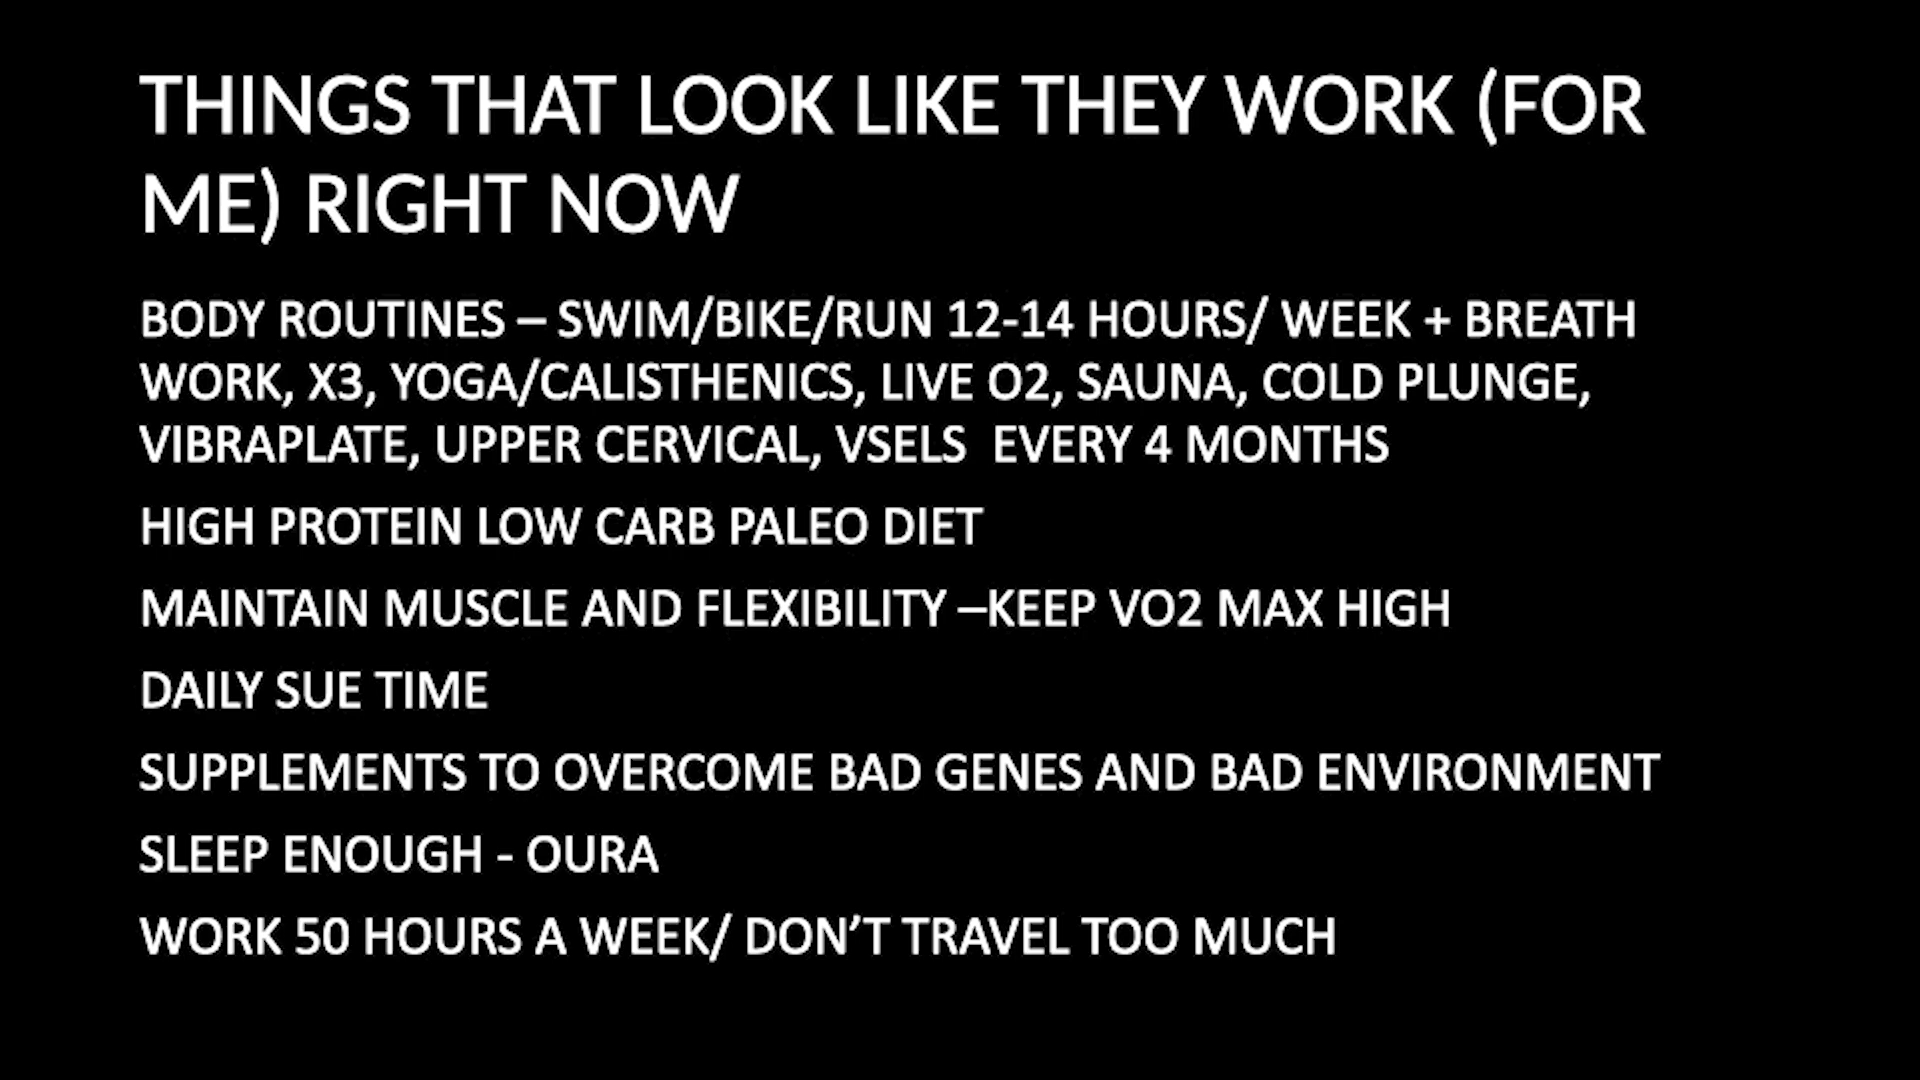 THINGS THAT LOOK LIKE THEY WORK (FOR
ME) RIGHT NOW
BODY ROUTINES – SWIM/BIKE/RUN 12-14 HOURS/ WEEK + BREATH
WORK, X3, YOGA/CALISTHENICS, LIVE O2, SAUNA, COLD PLUNGE,
VIBRAPLATE, UPPER CERVICAL, VSELS  EVERY 4 MONTHS
HIGH PROTEIN LOW CARB PALEO DIET
MAINTAIN MUSCLE AND FLEXIBILITY –KEEP VO2 MAX HIGH
DAILY SUE TIME
SUPPLEMENTS TO OVERCOME BAD GENES AND BAD ENVIRONMENT
SLEEP ENOUGH - OURA
WORK 50 HOURS A WEEK/ DON’T TRAVEL TOO MUCH